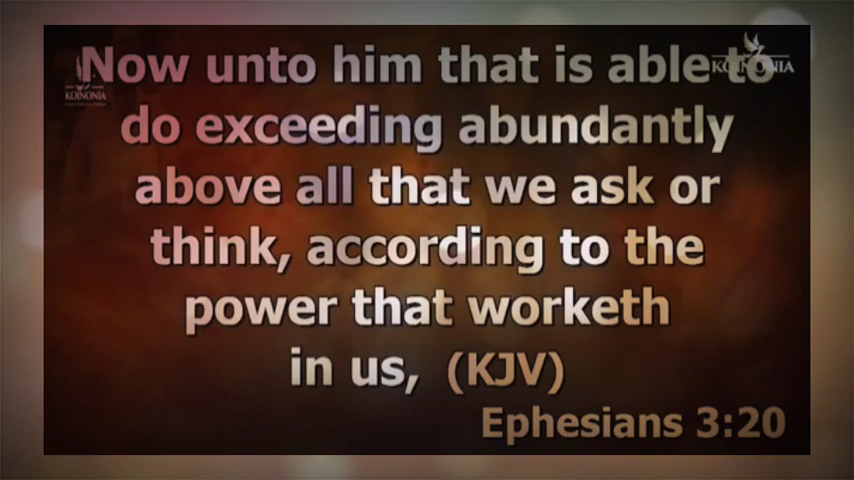 Now unto him that is able to
do exceeding abundantly
above all that we ask or
think, according to the
power that worketh
in us, (KJV)
Ephesians 3:20
KOINONIA
KOINONIA